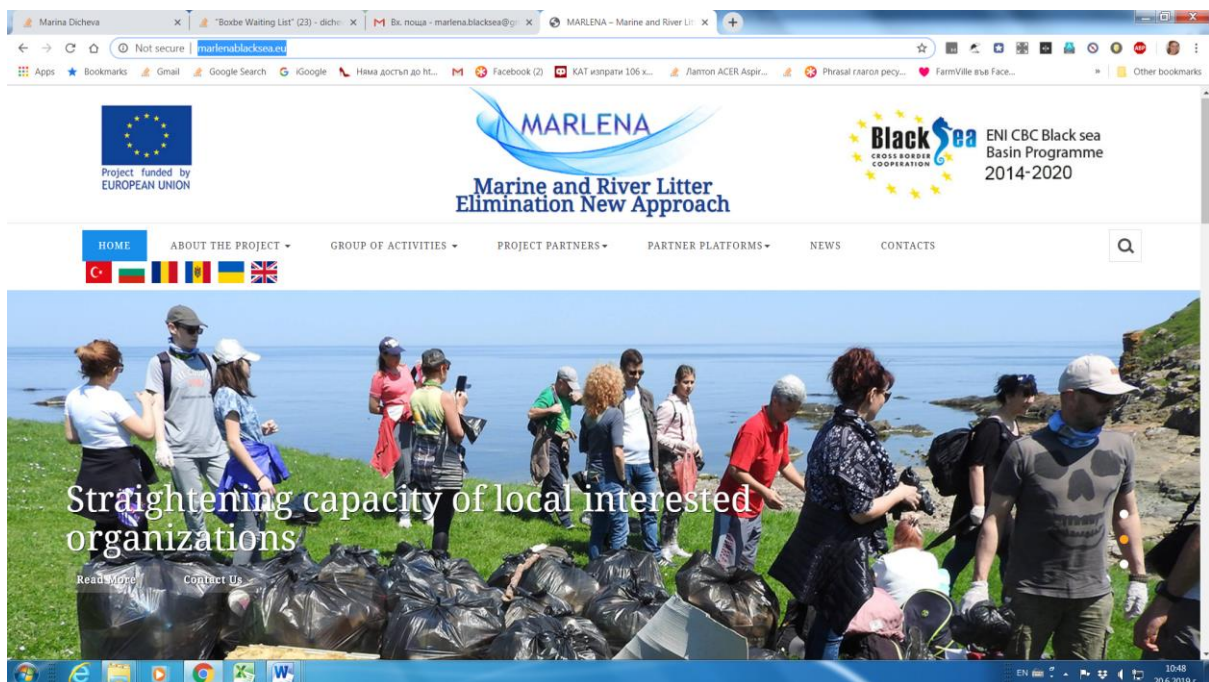 Marina Dicheva
"Boxbe Waiting List" (23) - diche
Вх. поща - marlena.blacksea@g
MARLENA – Marine and River Lit
Not secure | marlenablacksea.eu
ABP
Apps Bookmarks Gmail Google Search iGoogle Няма достъп до ht... Facebook (2) КАТ изпрати 106 х... Лаптоп ACER Aspir... Phrasal глагол ресу... FarmVille във Face... » Other bookmarks
Project funded by
EUROPEAN UNION
MARLENA
Marine and River Litter
Elimination New Approach
Black Sea
CROSS BORDER
COOPERATION
ENI CBC Black sea
Basin Programme
2014-2020
HOME ABOUT THE PROJECT GROUP OF ACTIVITIES PROJECT PARTNERS PARTNER PLATFORMS NEWS CONTACTS
Straightening capacity of local interested
organizations
Read More Contact Us
EN
10:48
20.6.2019 г.